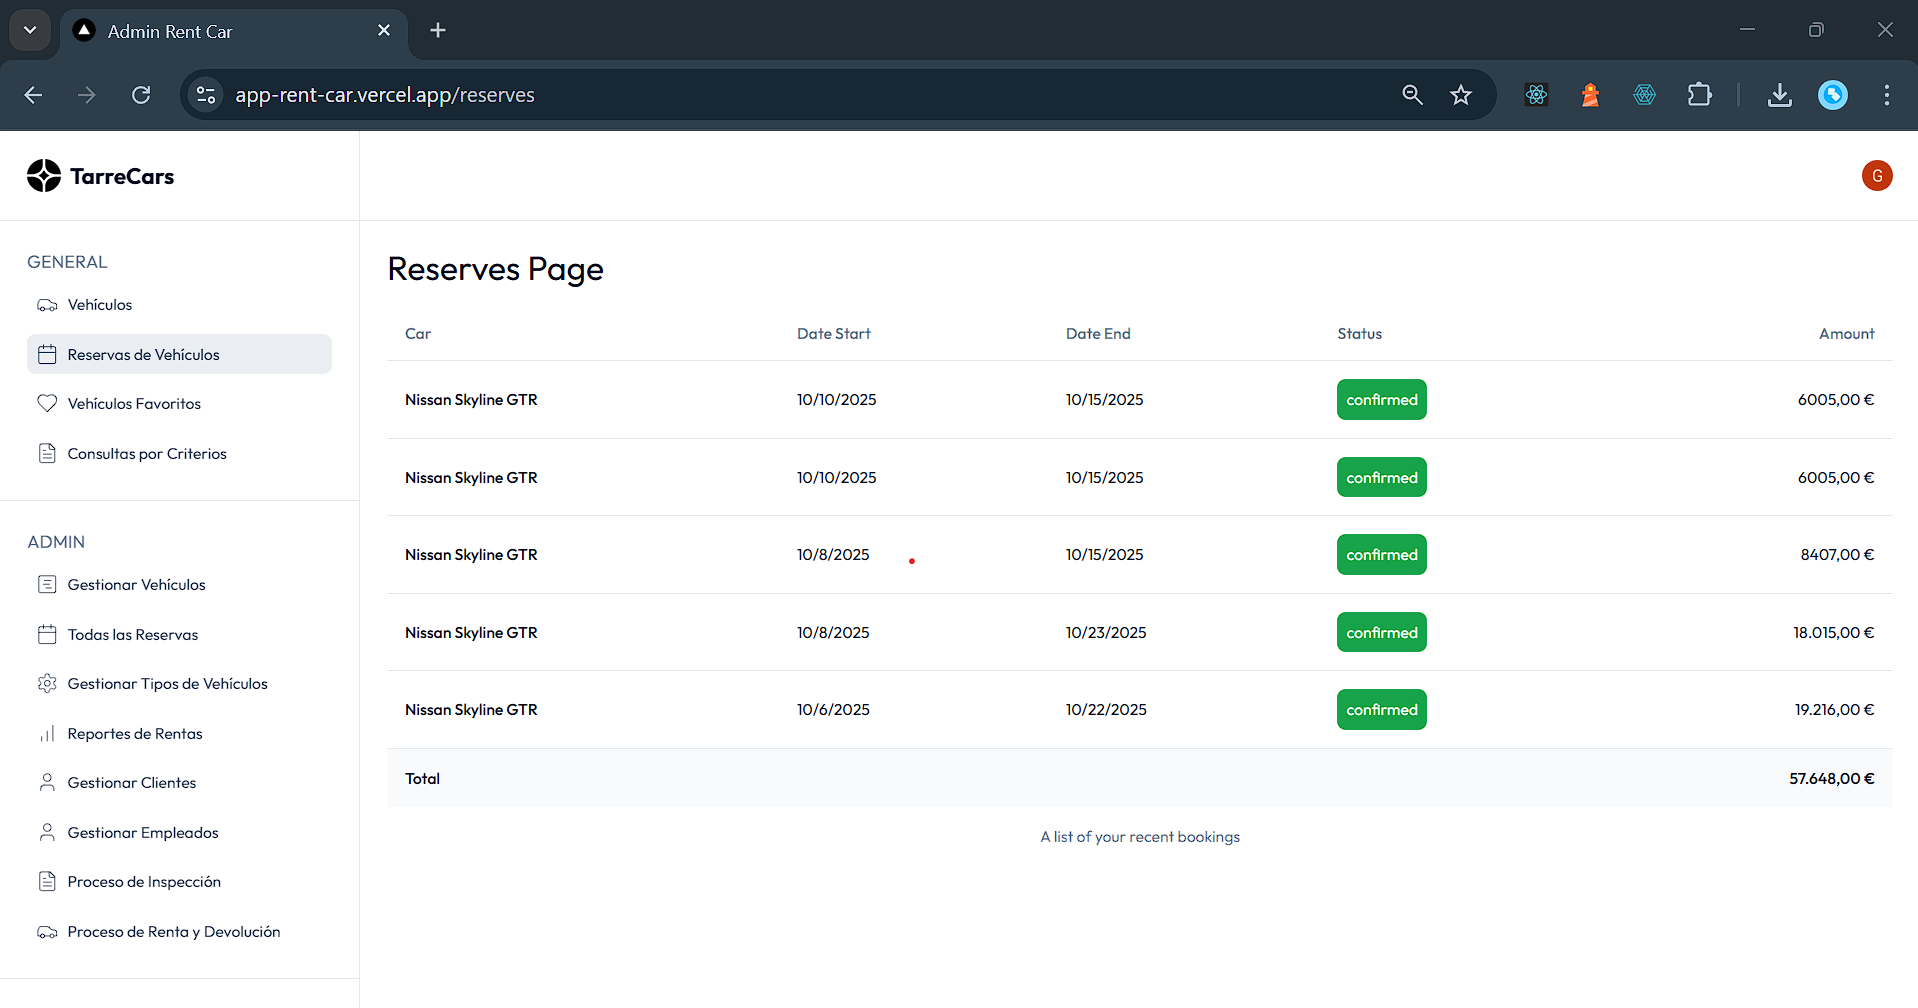 Admin Rent Car
app-rent-car.vercel.app/reserves
TarreCars
G
GENERAL
Vehículos
Reservas de Vehículos
Vehículos Favoritos
Consultas por Criterios
ADMIN
Gestionar Vehículos
Todas las Reservas
Gestionar Tipos de Vehículos
Reportes de Rentas
Gestionar Clientes
Gestionar Empleados
Proceso de Inspección
Proceso de Renta y Devolución
Reserves Page
Car Date Start Date End Status Amount
Nissan Skyline GTR 10/10/2025 10/15/2025 confirmed 6005,00 €
Nissan Skyline GTR 10/10/2025 10/15/2025 confirmed 6005,00 €
Nissan Skyline GTR 10/8/2025 10/15/2025 confirmed 8407,00 €
Nissan Skyline GTR 10/8/2025 10/23/2025 confirmed 18.015,00 €
Nissan Skyline GTR 10/6/2025 10/22/2025 confirmed 19.216,00 €
Total 57.648,00 €
A list of your recent bookings